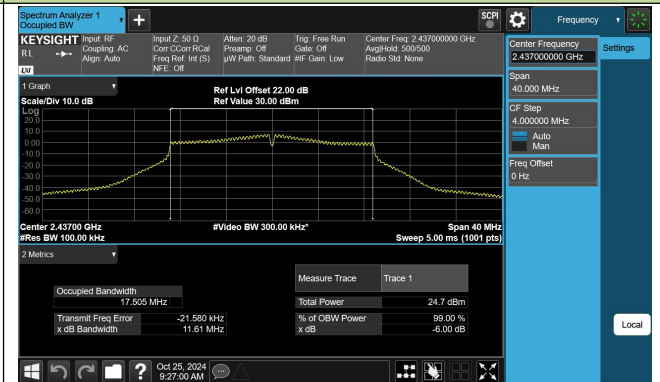 Spectrum Analyzer 1
Occupied BW
+
SCPI
Frequency
KEYSIGHT
RL
LXI
Input: RF
Coupling: AC
Align: Auto
Input Z: 50 Ω
Corr CCorr RCal
Freq Ref: Int (S)
NFE: Off
Atten: 20 dB
Preamp: Off
µW Path: Standard
Trig: Free Run
Gate: Off
#IF Gain: Low
Center Freq: 2.437000000 GHz
Avg|Hold: 500/500
Radio Std: None
Center Frequency
2.437000000 GHz
Settings
Span
40.000 MHz
CF Step
4.000000 MHz
Auto
Man
Freq Offset
0 Hz
1 Graph
Scale/Div 10.0 dB
Ref Lvl Offset 22.00 dB
Ref Value 30.00 dBm
Log
20.0
10.0
0.00
-10.0
-20.0
-30.0
-40.0
-50.0
-60.0
Center 2.43700 GHz
#Res BW 100.00 kHz
#Video BW 300.00 kHz*
Span 40 MHz
Sweep 5.00 ms (1001 pts)
2 Metrics
Measure Trace Trace 1
Occupied Bandwidth
17.505 MHz
Total Power 24.7 dBm
Transmit Freq Error -21.580 kHz
% of OBW Power 99.00 %
x dB Bandwidth 11.61 MHz
x dB -6.00 dB
Local
?
Oct 25, 2024
9:27:00 AM